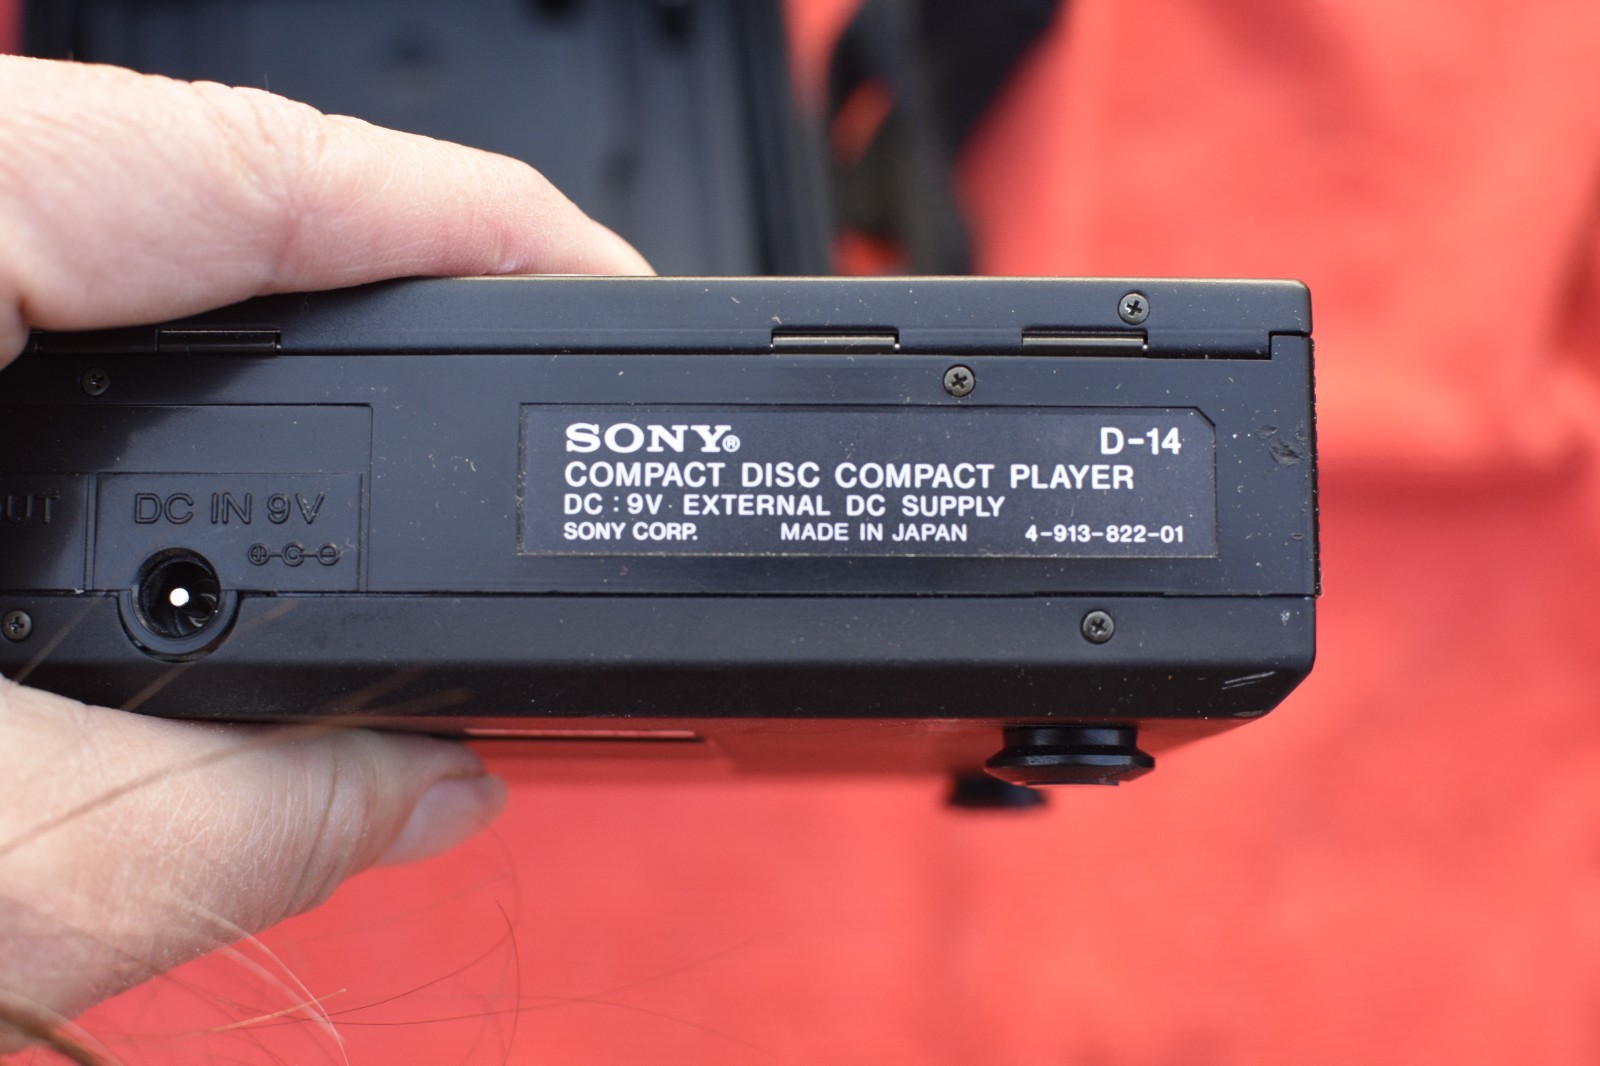 SONY®
D-14
COMPACT DISC COMPACT PLAYER
DC : 9V EXTERNAL DC SUPPLY
SONY CORP. MADE IN JAPAN 4-913-822-01
OUT
DC IN 9V